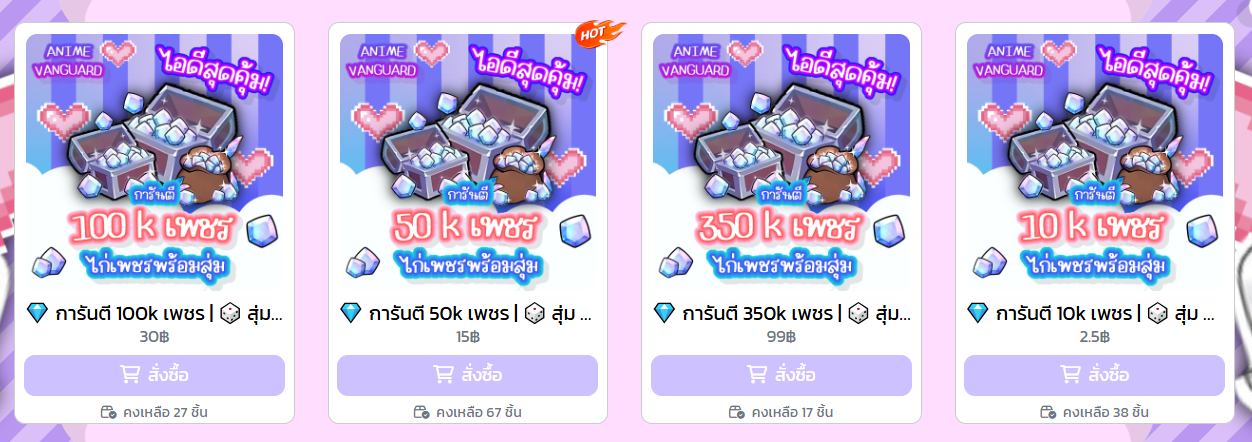 ANIME
VANGUARD
ไอดีสุดคุ้ม!
การันตี
100 k เพชร
ไก่เพชรพร้อมสุ่ม
การันตี 100k เพชร | สุ่ม...
30฿
สั่งซื้อ
คงเหลือ 27 ชิ้น
HOT
ANIME
VANGUARD
ไอดีสุดคุ้ม!
การันตี
50 k เพชร
ไก่เพชรพร้อมสุ่ม
การันตี 50k เพชร | สุ่ม ...
15฿
สั่งซื้อ
คงเหลือ 67 ชิ้น
ANIME
VANGUARD
ไอดีสุดคุ้ม!
การันตี
350 k เพชร
ไก่เพชรพร้อมสุ่ม
การันตี 350k เพชร | สุ่ม...
99฿
สั่งซื้อ
คงเหลือ 17 ชิ้น
ANIME
VANGUARD
ไอดีสุดคุ้ม!
การันตี
10 k เพชร
ไก่เพชรพร้อมสุ่ม
การันตี 10k เพชร | สุ่ม ...
2.5฿
สั่งซื้อ
คงเหลือ 38 ชิ้น